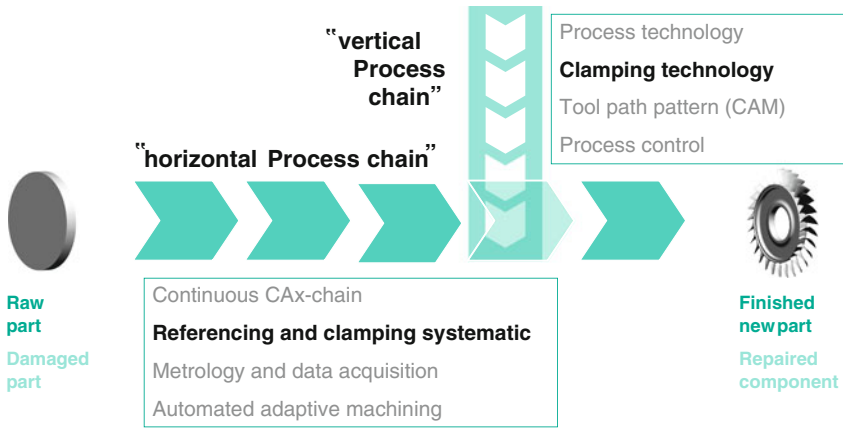 "vertical
Process
chain"
Process technology
Clamping technology
Tool path pattern (CAM)
Process control
"horizontal Process chain"
Raw
part
Damaged
part
Continuous CAx-chain
Referencing and clamping systematic
Metrology and data acquisition
Automated adaptive machining
Finished
new part
Repaired
component